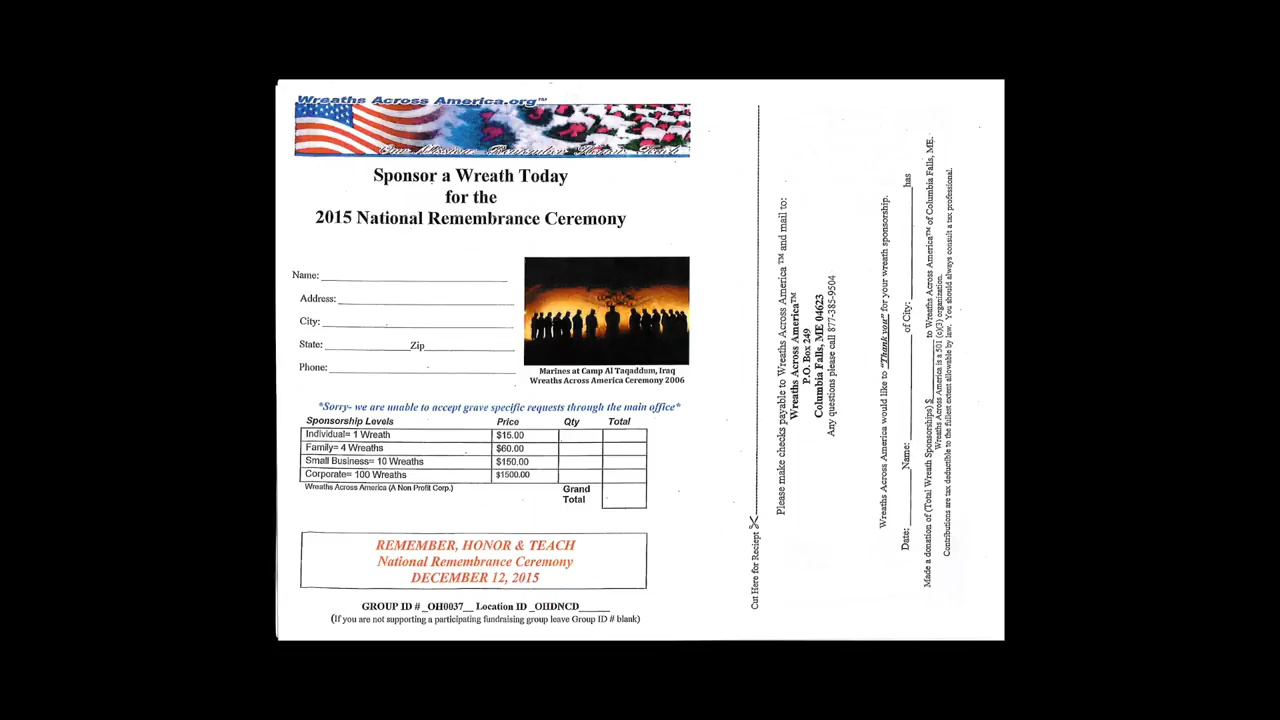 Wreaths Across America.org™
Our Mission: Remember Honor Teach
Sponsor a Wreath Today
for the
2015 National Remembrance Ceremony
Name:
Address:
City:
State: Zip
Phone:
Marines at Camp Al Taqaddum, Iraq
Wreaths Across America Ceremony 2006
*Sorry- we are unable to accept grave specific requests through the main office*
Sponsorship Levels Price Qty Total
Individual= 1 Wreath $15.00
Family= 4 Wreaths $60.00
Small Business= 10 Wreaths $150.00
Corporate= 100 Wreaths $1500.00
Wreaths Across America (A Non Profit Corp.) Grand
Total
REMEMBER, HONOR & TEACH
National Remembrance Ceremony
DECEMBER 12, 2015
GROUP ID # _OH0037__ Location ID _OHDNCD_____
(If you are not supporting a participating fundraising group leave Group ID # blank)
Cut Here for Reciept
Please make checks payable to Wreaths Across America ™ and mail to:
Wreaths Across America™
P.O. Box 249
Columbia Falls, ME 04623
Any questions please call 877-385-9504
Wreaths Across America would like to "Thank you" for your wreath sponsorship.
Date: Name: of City: has
Made a donation of (Total Wreath Sponsorships) $ to Wreaths Across America™ of Columbia Falls, ME.
Wreaths Across America is a 501 (c)(3) organization.
Contributions are tax deductible to the fullest extent allowable by law. You should always consult a tax professional.